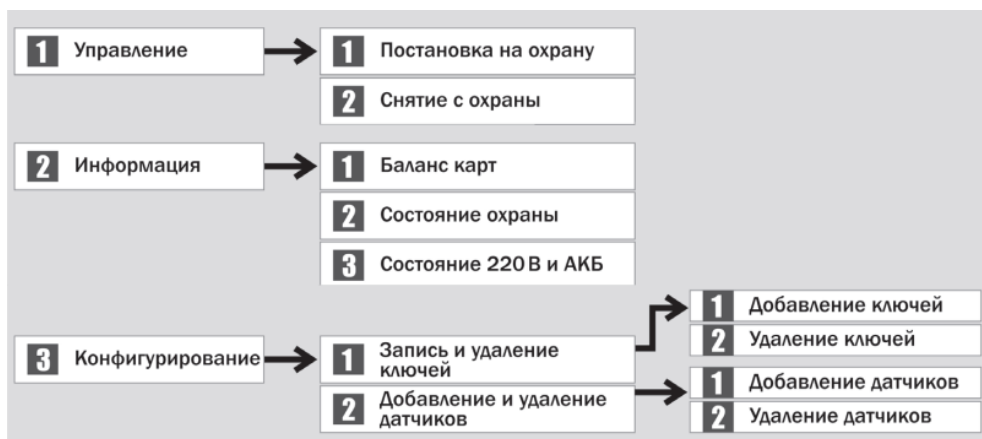 1 Управление
1 Постановка на охрану
2 Снятие с охраны
2 Информация
1 Баланс карт
2 Состояние охраны
3 Состояние 220 В и АКБ
3 Конфигурирование
1 Запись и удаление
ключей
1 Добавление ключей
2 Удаление ключей
2 Добавление и удаление
датчиков
1 Добавление датчиков
2 Удаление датчиков